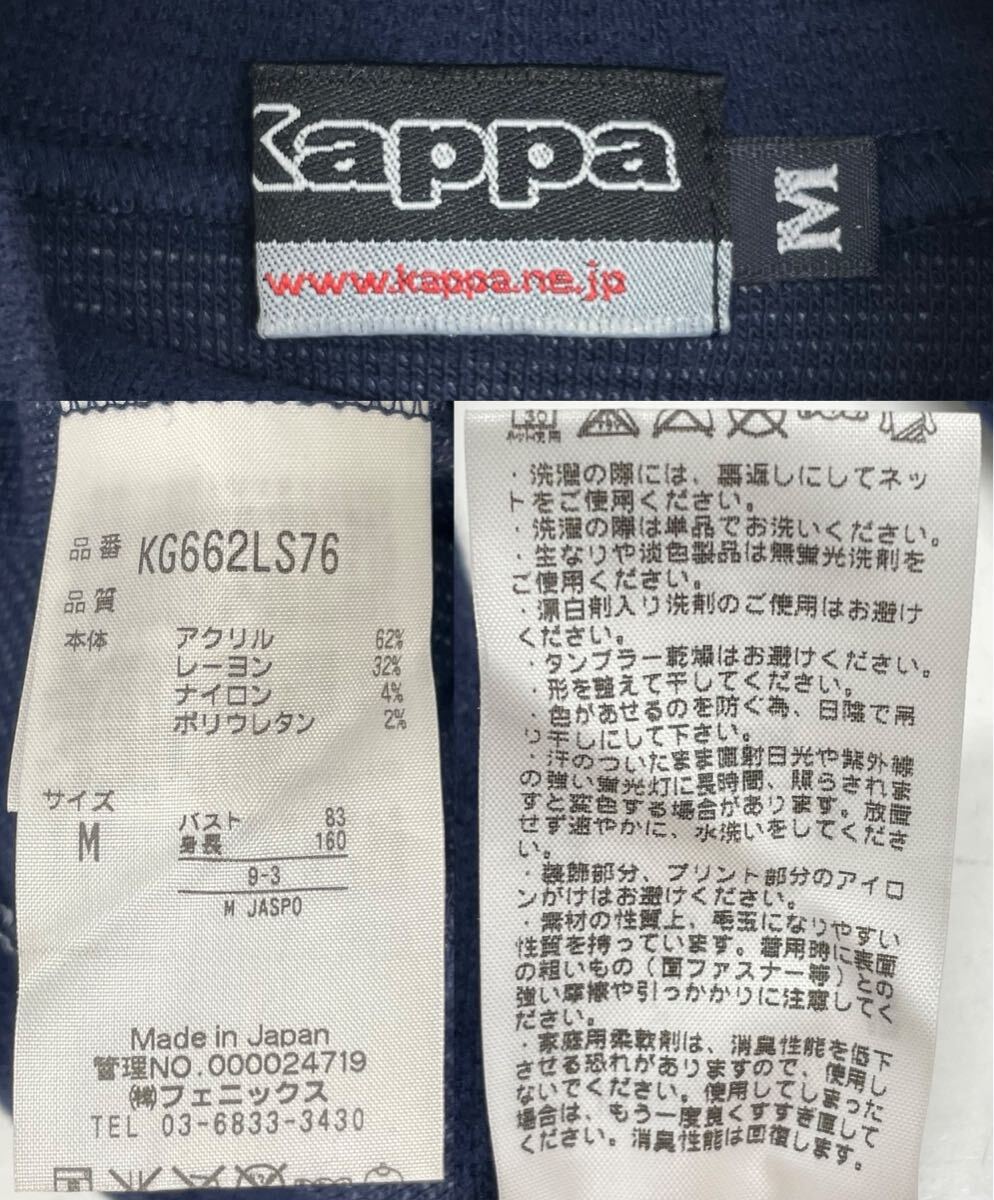 Kappa
www.kappa.ne.jp
M
品番 KG662LS76
品質
本体 アクリル 62%
レーヨン 32%
ナイロン 4%
ポリウレタン 2%
サイズ
M
バスト 83
身長 160
9-3
M JASPO
Made in Japan
管理NO.000024719
㈱フェニックス
TEL 03-6833-3430
30
ネット使用
・洗濯の際には、裏返しにしてネッ
トをご使用ください。
・洗濯の際は単品でお洗いください。
・生なりや淡色製品は無蛍光洗剤を
ご使用ください。
・漂白剤入り洗剤のご使用はお避け
ください。
・タンブラー乾燥はお避けください。
・形を整えて干してください。
・色があせるのを防ぐ為、日陰で吊
り干しにして下さい。
・汗のついたまま直射日光や紫外線
の強い蛍光灯に長時間、照らされま
すと変色する場合があります。放置
せず速やかに、水洗いをしてくださ
い。
・装飾部分、プリント部分のアイロ
ンがけはお避けください。
・素材の性質上、毛玉になりやすい
性質を持っています。着用時に表面
の粗いもの（面ファスナー等）との
強い摩擦や引っかかりに注意してく
ださい。
・家庭用柔軟剤は、消臭性能を低下
させる恐れがありますので、使用し
ないでください。使用してしまった
場合は、もう一度良くすすぎ直して
ください。消臭性能は回復します。